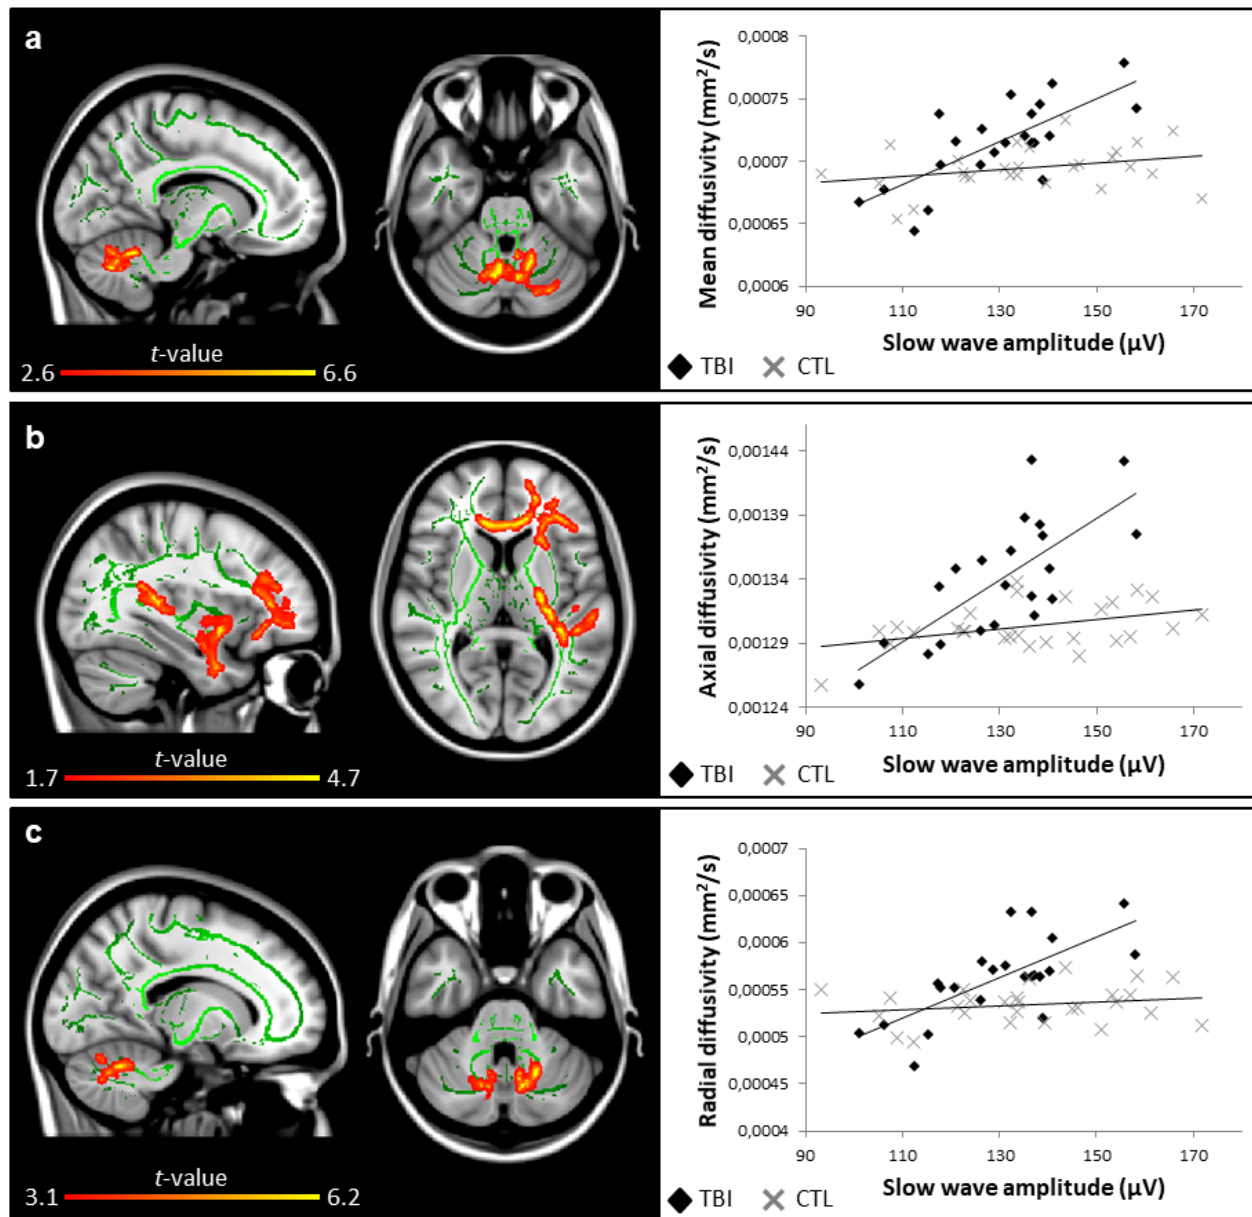 a
t-value
2.6 6.6
Mean diffusivity (mm²/s)
0,0008
0,00075
0,0007
0,00065
0,0006
90 110 130 150 170
Slow wave amplitude (µV)
TBI CTL
b
t-value
1.7 4.7
Axial diffusivity (mm²/s)
0,00144
0,00139
0,00134
0,00129
0,00124
90 110 130 150 170
Slow wave amplitude (µV)
TBI CTL
c
t-value
3.1 6.2
Radial diffusivity (mm²/s)
0,0007
0,00065
0,0006
0,00055
0,0005
0,00045
0,0004
90 110 130 150 170
Slow wave amplitude (µV)
TBI CTL